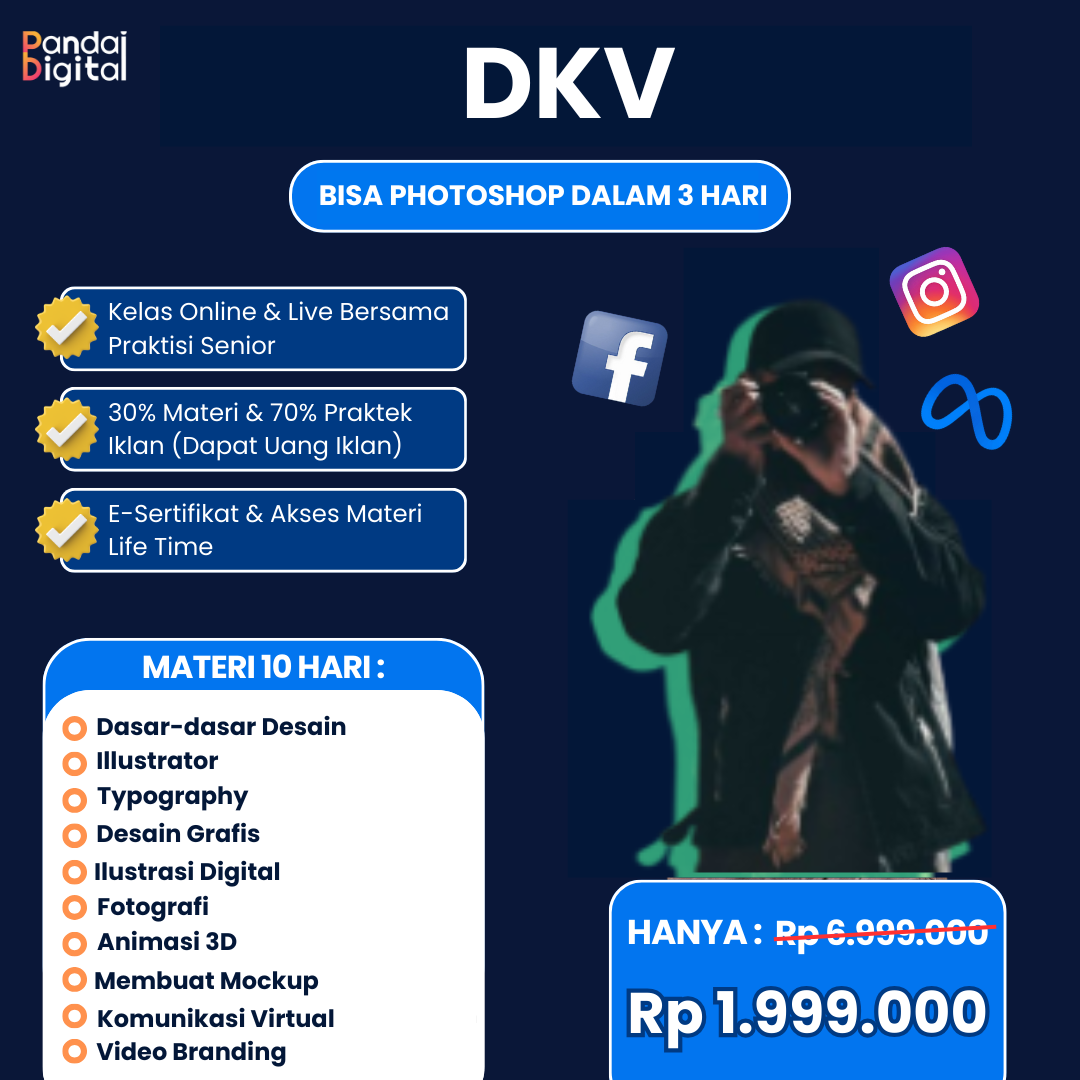 Pandai
Digital
DKV
BISA PHOTOSHOP DALAM 3 HARI
Kelas Online & Live Bersama
Praktisi Senior
30% Materi & 70% Praktek
Iklan (Dapat Uang Iklan)
E-Sertifikat & Akses Materi
Life Time
MATERI 10 HARI :
Dasar-dasar Desain
Illustrator
Typography
Desain Grafis
Ilustrasi Digital
Fotografi
Animasi 3D
Membuat Mockup
Komunikasi Virtual
Video Branding
HANYA : Rp 6.999.000
Rp 1.999.000